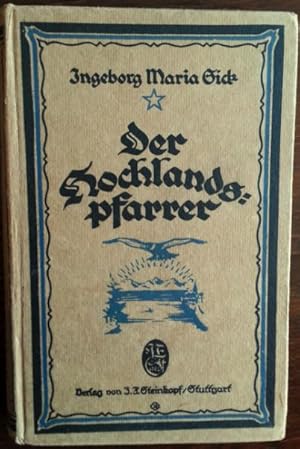 Ingeborg Maria Sick
Der
Hochlands-
pfarrer
Verlag von J. F. Steinkopf/Stuttgart